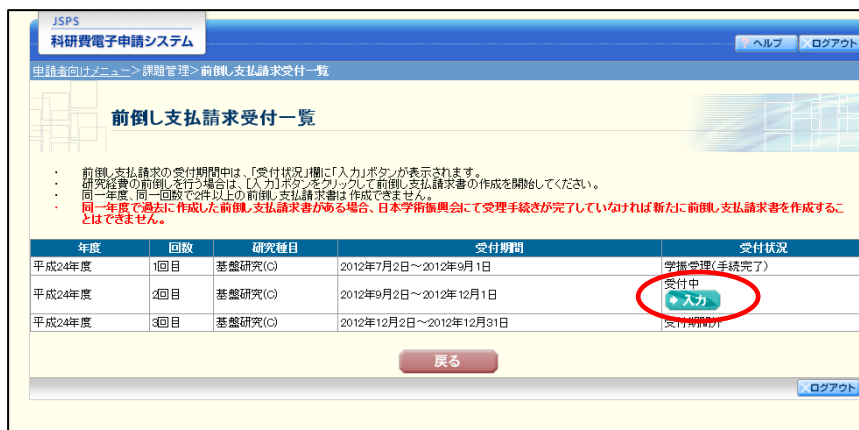 JSPS
科研費電子申請システム
ヘルプ ログアウト
申請者向けメニュー>課題管理>前倒し支払請求受付一覧
前倒し支払請求受付一覧
・ 前倒し支払請求の受付期間中は、「受付状況」欄に「入力」ボタンが表示されます。
・ 研究経費の前倒しを行う場合は、[入力]ボタンをクリックして前倒し支払請求書の作成を開始してください。
・ 同一年度、同一回数で2件以上の前倒し支払請求書は作成できません。
・ 同一年度で過去に作成した前倒し支払請求書がある場合、日本学術振興会にて受理手続きが完了していなければ新たに前倒し支払請求書を作成するこ
とはできません。
年度 回数 研究種目 受付期間 受付状況
平成24年度 1回目 基盤研究(C) 2012年7月2日～2012年9月1日 学振受理(手続完了)
受付中
平成24年度 2回目 基盤研究(C) 2012年9月2日～2012年12月1日
入力
平成24年度 3回目 基盤研究(C) 2012年12月2日～2012年12月31日 受付期間外
戻る
ログアウト